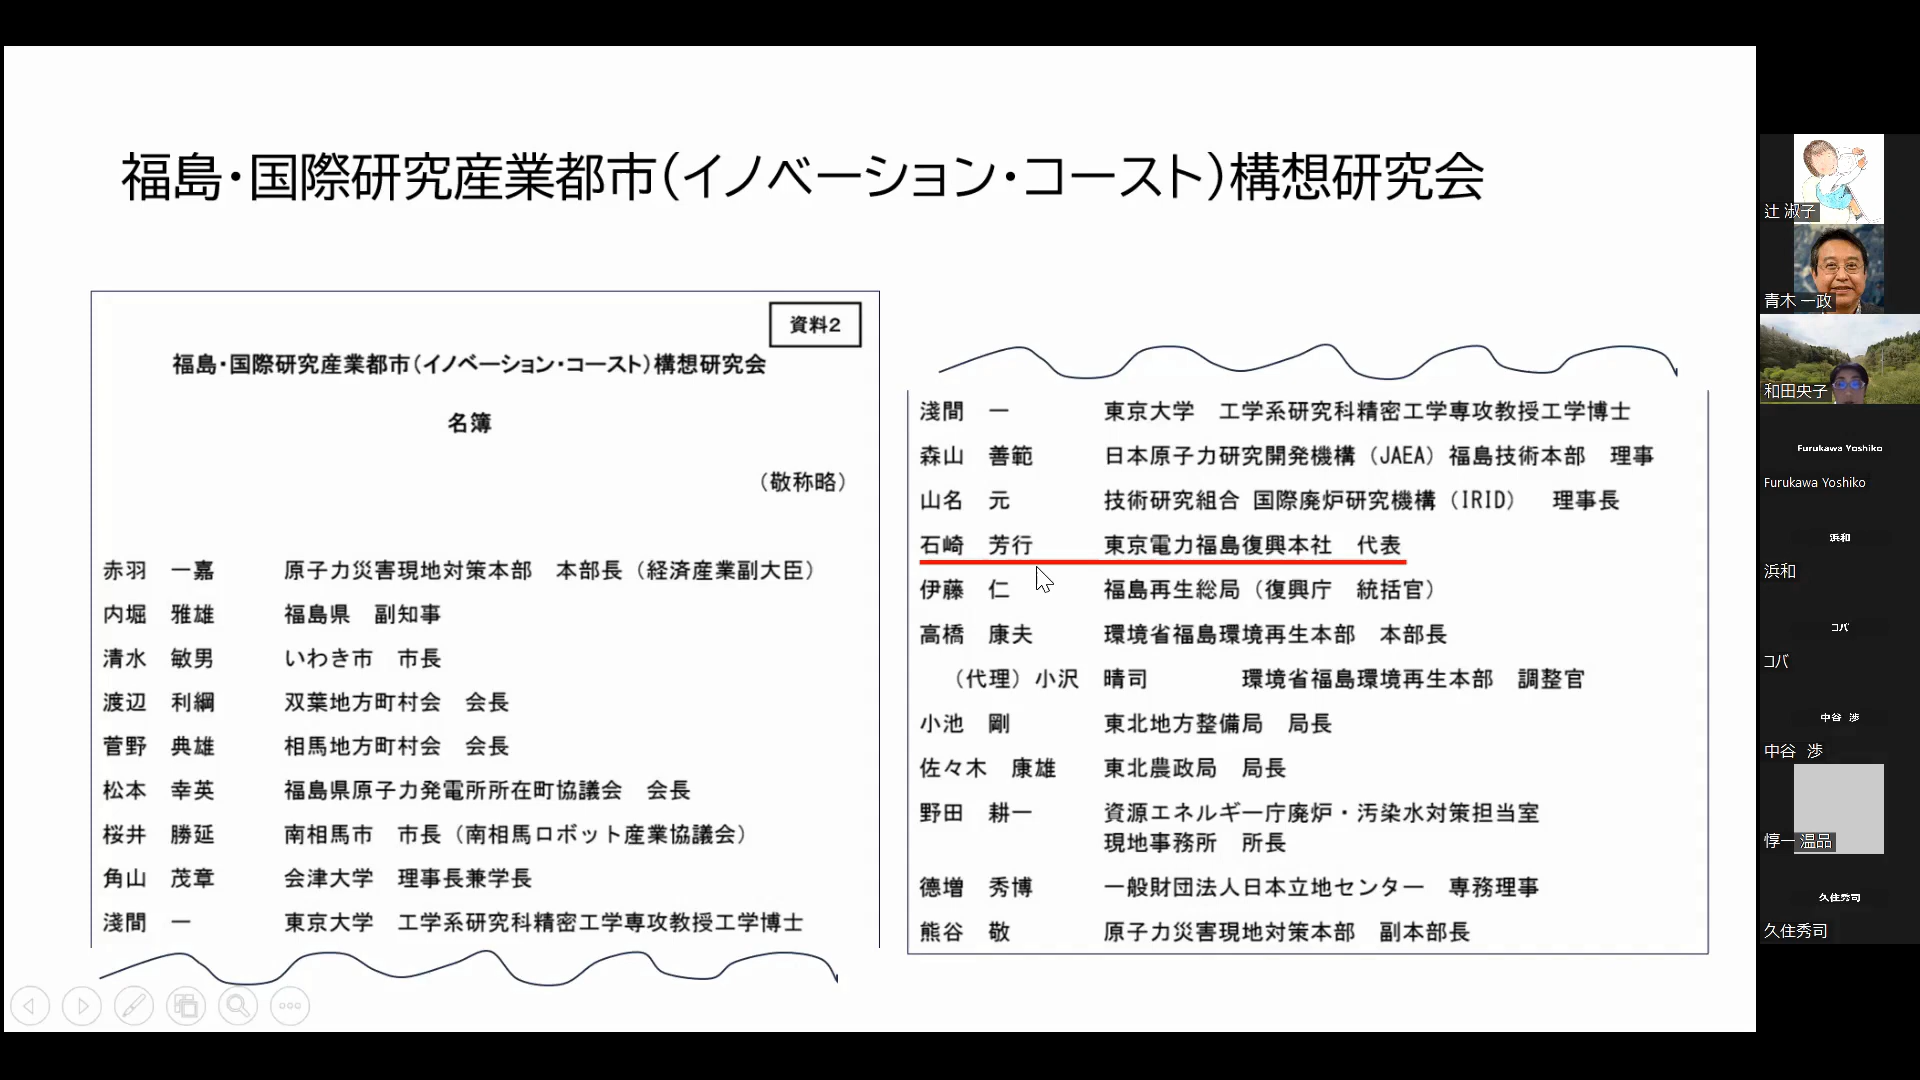 福島・国際研究産業都市(イノベーション・コースト)構想研究会
資料2
福島・国際研究産業都市(イノベーション・コースト)構想研究会
名簿
(敬称略)
赤羽 一嘉 原子力災害現地対策本部 本部長(経済産業副大臣)
内堀 雅雄 福島県 副知事
清水 敏男 いわき市 市長
渡辺 利綱 双葉地方町村会 会長
菅野 典雄 相馬地方町村会 会長
松本 幸英 福島県原子力発電所所在町協議会 会長
桜井 勝延 南相馬市 市長(南相馬ロボット産業協議会)
角山 茂章 会津大学 理事長兼学長
淺間 一 東京大学 工学系研究科精密工学専攻教授工学博士
淺間 一 東京大学 工学系研究科精密工学専攻教授工学博士
森山 善範 日本原子力研究開発機構(JAEA)福島技術本部 理事
山名 元 技術研究組合 国際廃炉研究機構(IRID) 理事長
石崎 芳行 東京電力福島復興本社 代表
伊藤 仁 福島再生総局(復興庁 統括官)
高橋 康夫 環境省福島環境再生本部 本部長
(代理)小沢 晴司 環境省福島環境再生本部 調整官
小池 剛 東北地方整備局 局長
佐々木 康雄 東北農政局 局長
野田 耕一 資源エネルギー庁廃炉・汚染水対策担当室
現地事務所 所長
德増 秀博 一般財団法人日本立地センター 専務理事
熊谷 敬 原子力災害現地対策本部 副本部長
辻 淑子
青木 一政
和田央子
Furukawa Yoshiko
Furukawa Yoshiko
浜和
浜和
コバ
コバ
中谷 渉
中谷 渉
惇一 温品
久住秀司
久住秀司